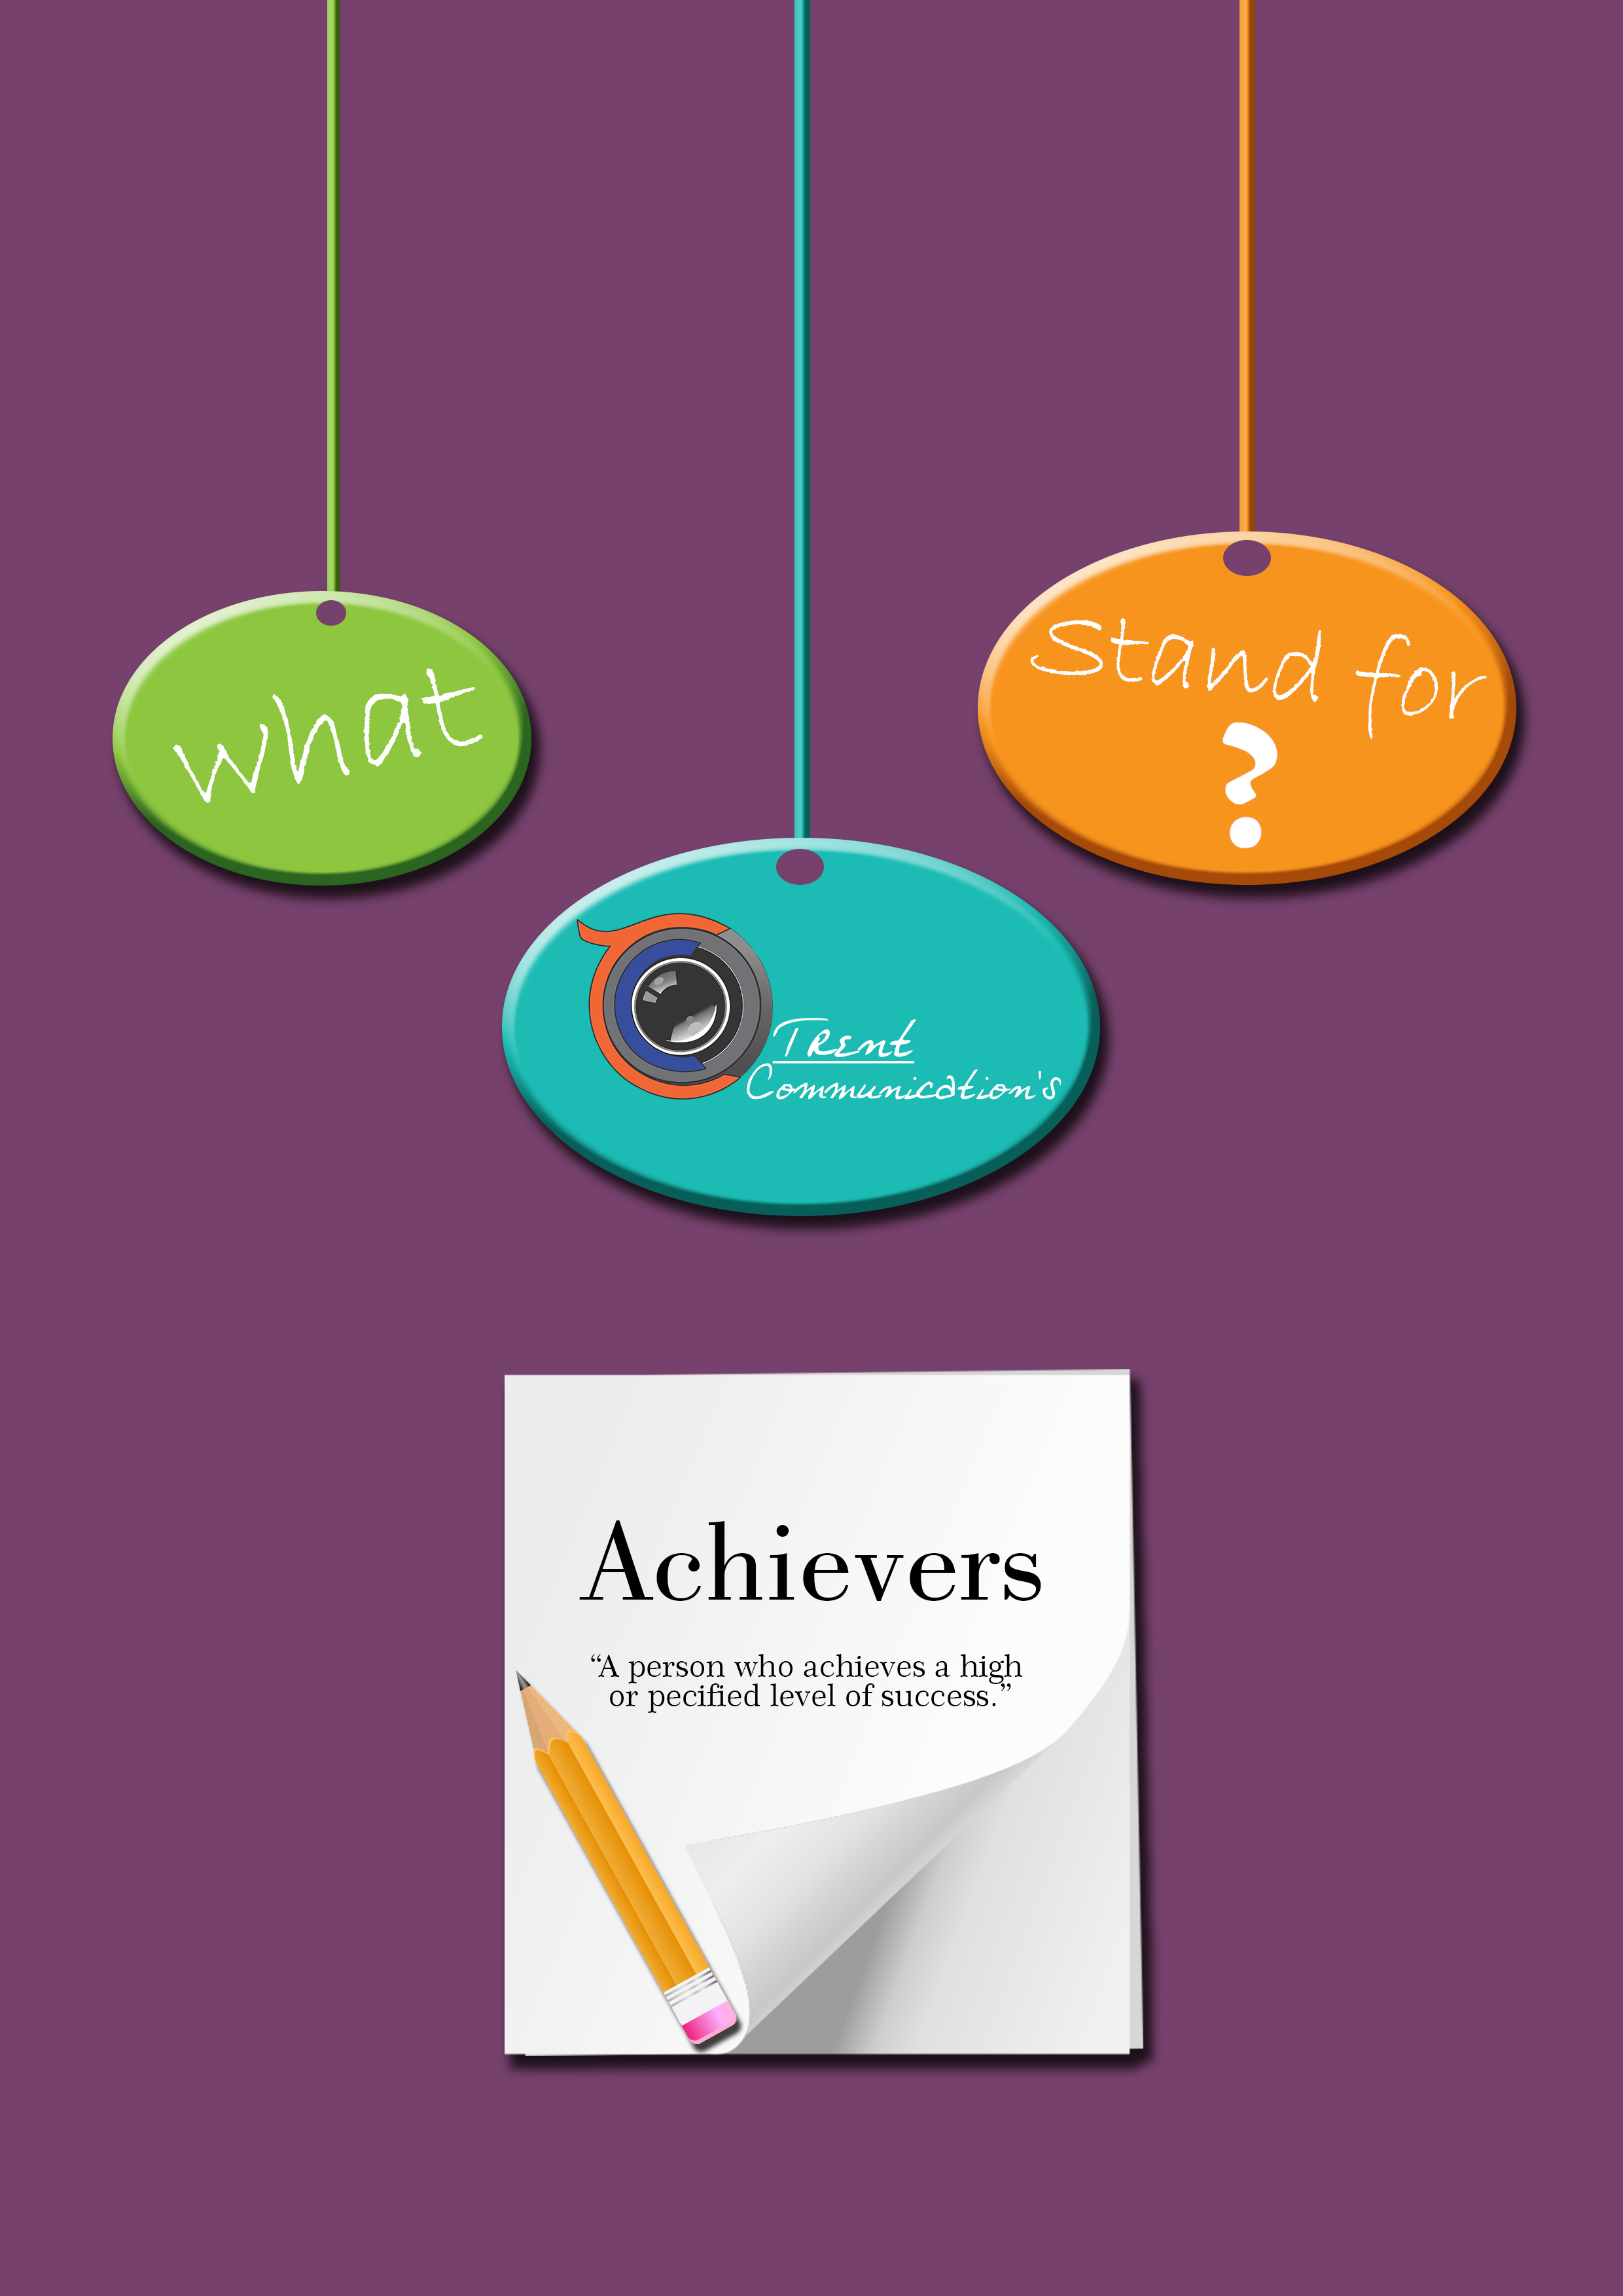 what
Trent
Communication's
Stand for
?
Achievers
“A person who achieves a high
or pecified level of success.”